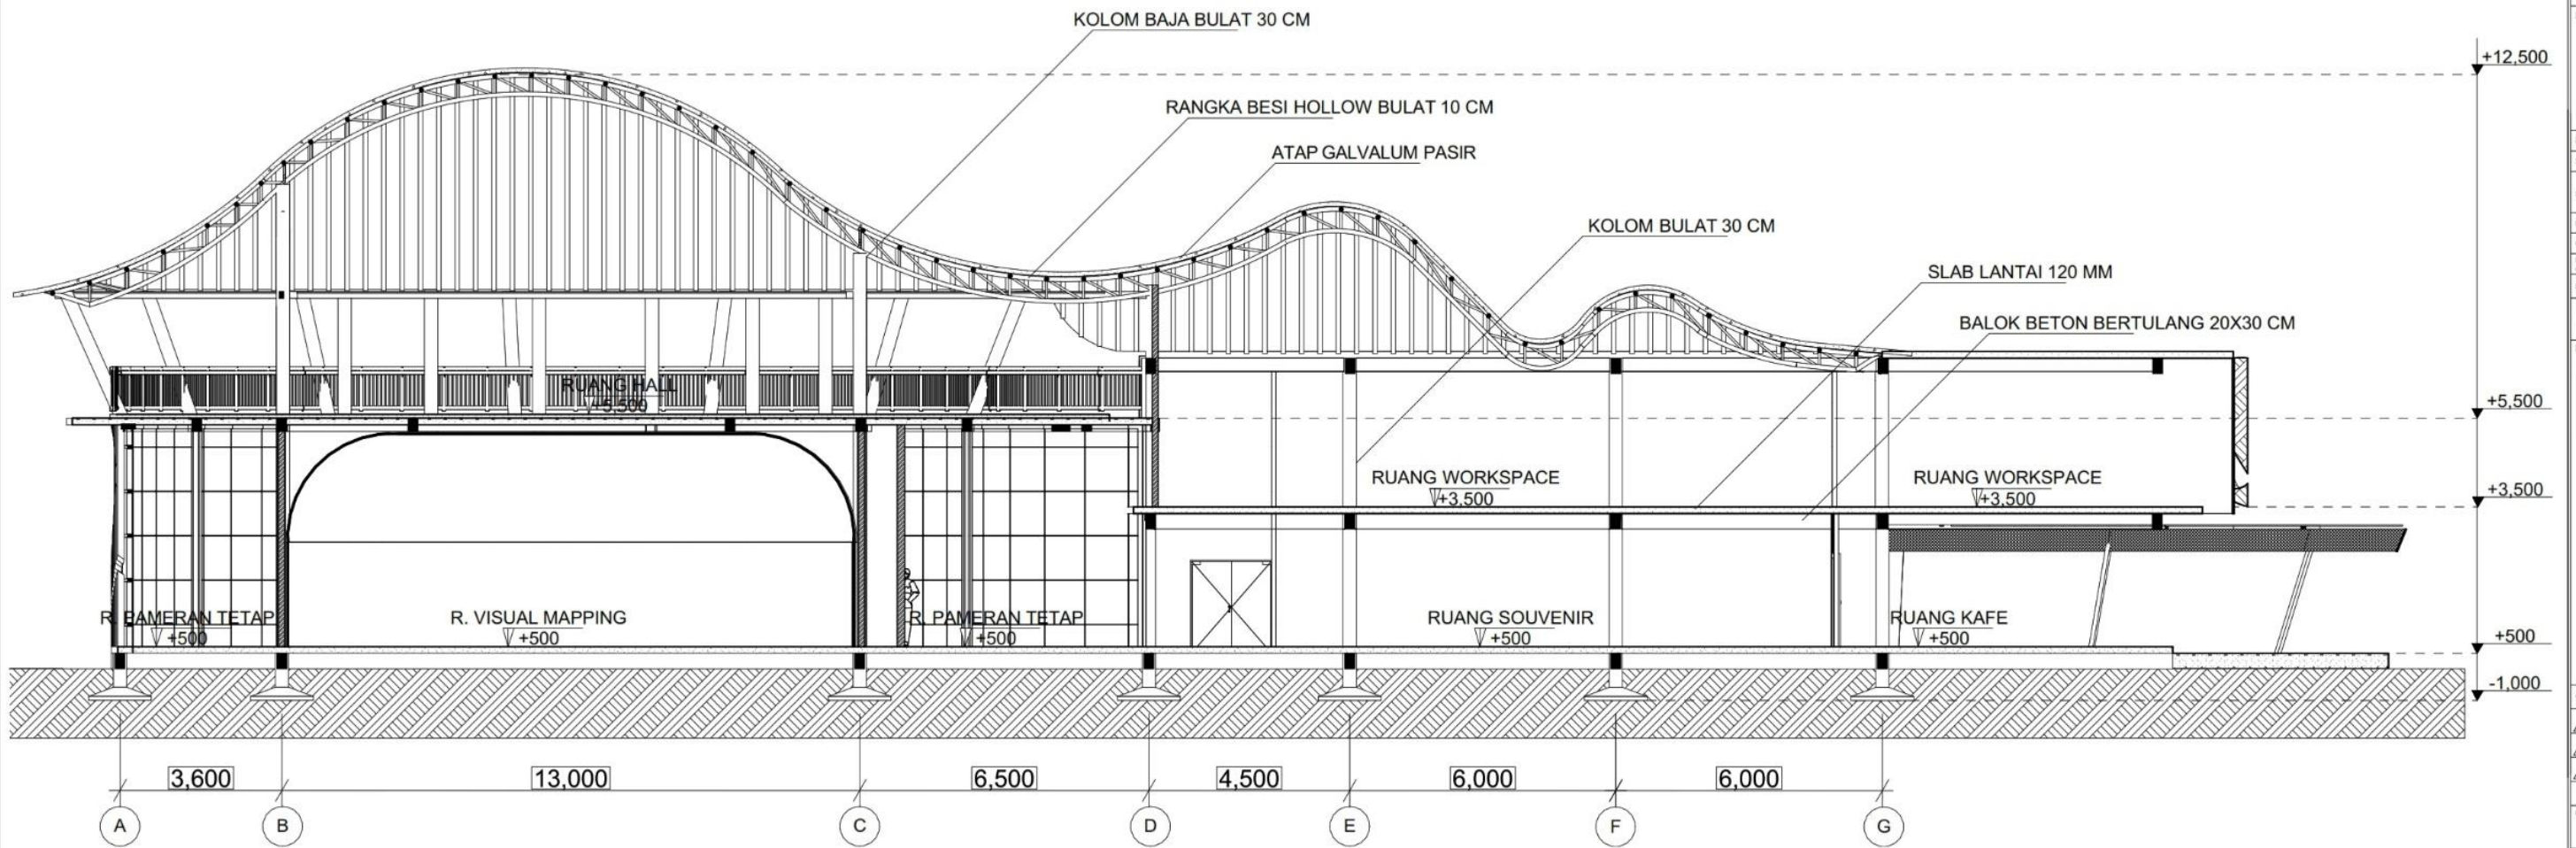 KOLOM BAJA BULAT 30 CM
+12,500
RANGKA BESI HOLLOW BULAT 10 CM
ATAP GALVALUM PASIR
KOLOM BULAT 30 CM
SLAB LANTAI 120 MM
BALOK BETON BERTULANG 20X30 CM
RUANG HALL
+5,500
+5,500
RUANG WORKSPACE
+3,500
RUANG WORKSPACE
+3,500
+3,500
R. PAMERAN TETAP
+500
R. VISUAL MAPPING
+500
R. PAMERAN TETAP
+500
RUANG SOUVENIR
+500
RUANG KAFE
+500
+500
-1,000
3,600
13,000
6,500
4,500
6,000
6,000
A
B
C
D
E
F
G